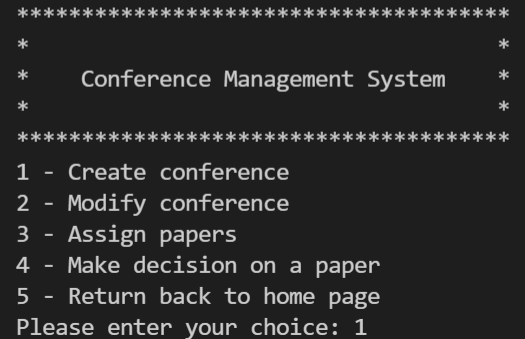 **************************************
*                                    *
*    Conference Management System    *
*                                    *
**************************************
1 - Create conference
2 - Modify conference
3 - Assign papers
4 - Make decision on a paper
5 - Return back to home page
Please enter your choice: 1